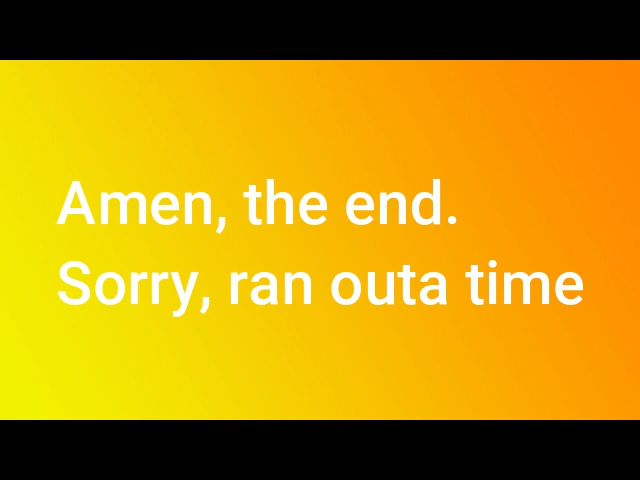 Amen, the end.
Sorry, ran outa time